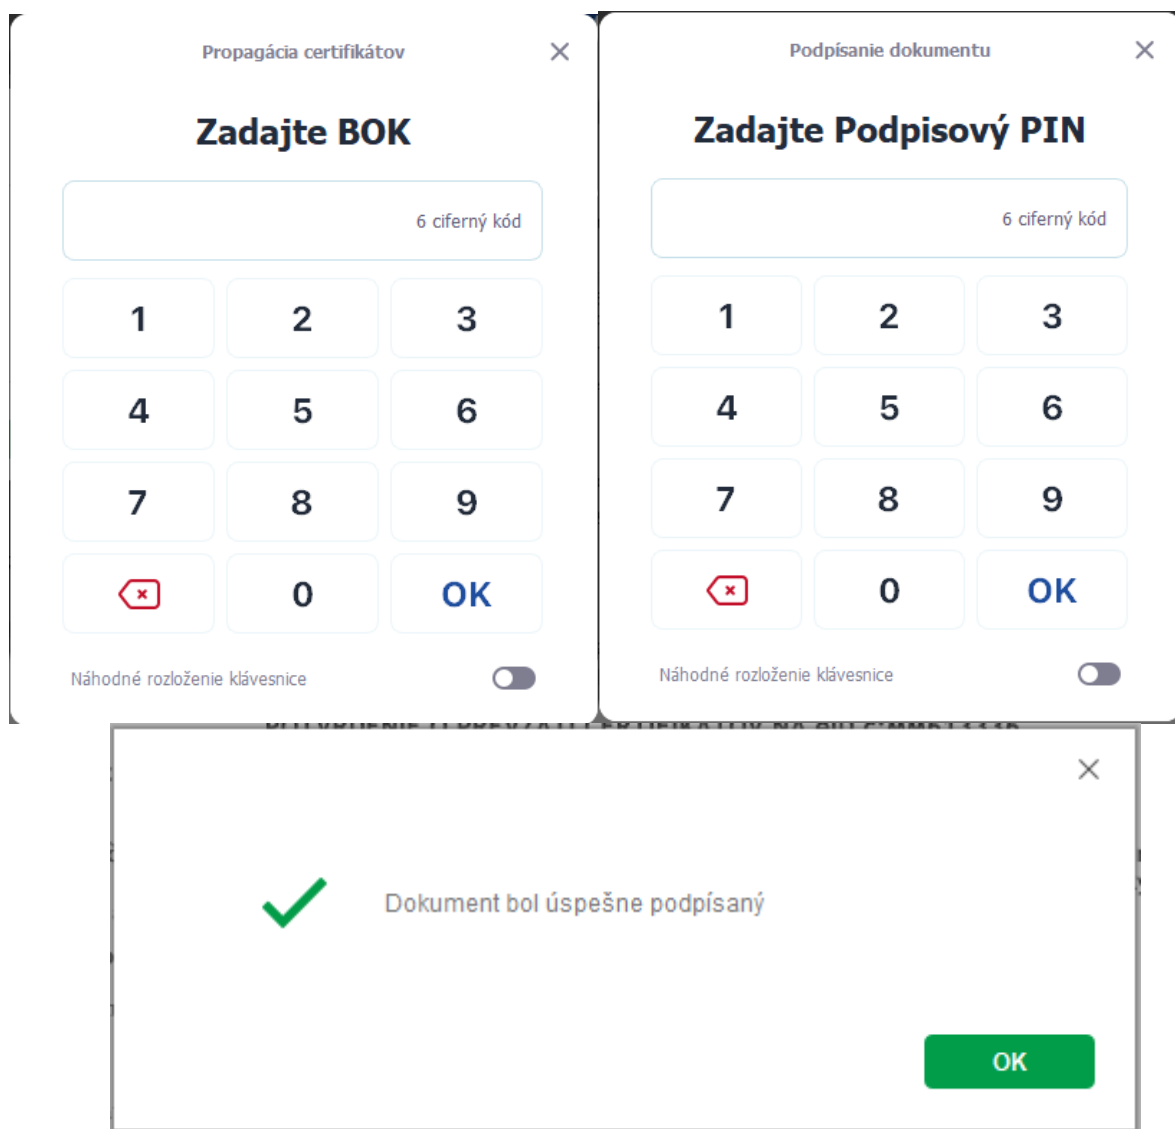 Propagácia certifikátov
Zadajte BOK
6 ciferný kód
1 2 3
4 5 6
7 8 9
0 OK
Náhodné rozloženie klávesnice
Podpísanie dokumentu
Zadajte Podpisový PIN
6 ciferný kód
1 2 3
4 5 6
7 8 9
0 OK
Náhodné rozloženie klávesnice
Dokument bol úspešne podpísaný
OK